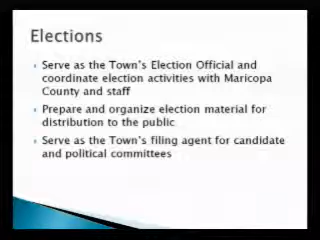 Elections
Serve as the Town's Election Official and
coordinate election activities with Maricopa
County and staff
Prepare and organize election material for
distribution to the public
Serve as the Town's filing agent for candidate
and political committees